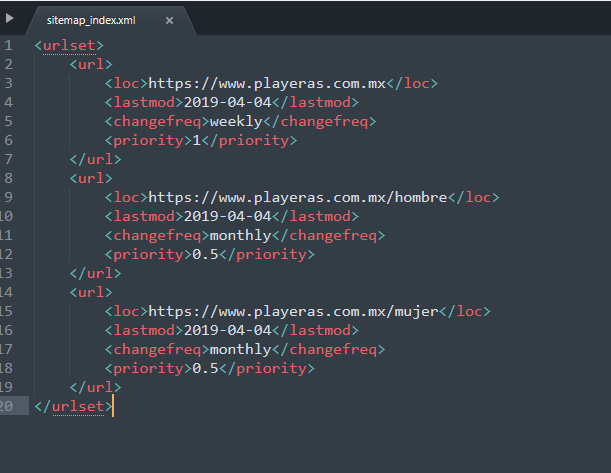 sitemap_index.xml ×
1 <urlset>
2 <url>
3 <loc>https://www.playeras.com.mx</loc>
4 <lastmod>2019-04-04</lastmod>
5 <changefreq>weekly</changefreq>
6 <priority>1</priority>
7 </url>
8 <url>
9 <loc>https://www.playeras.com.mx/hombre</loc>
10 <lastmod>2019-04-04</lastmod>
11 <changefreq>monthly</changefreq>
12 <priority>0.5</priority>
13 </url>
14 <url>
15 <loc>https://www.playeras.com.mx/mujer</loc>
16 <lastmod>2019-04-04</lastmod>
17 <changefreq>monthly</changefreq>
18 <priority>0.5</priority>
19 </url>
20 </urlset>